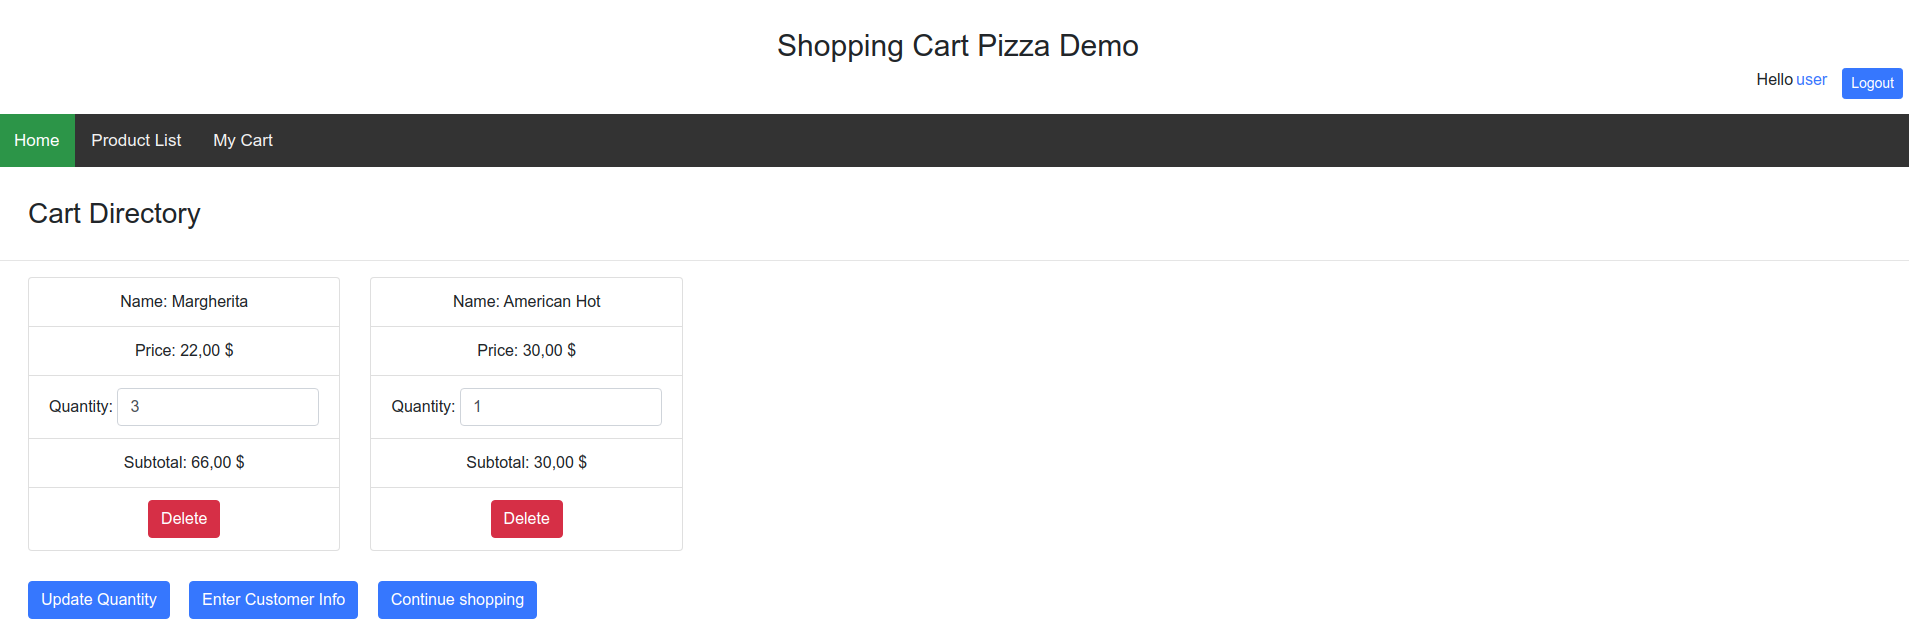 Shopping Cart Pizza Demo
Hello user Logout
Home Product List My Cart
Cart Directory
Name: Margherita
Price: 22,00 $
Quantity: 3
Subtotal: 66,00 $
Delete
Name: American Hot
Price: 30,00 $
Quantity: 1
Subtotal: 30,00 $
Delete
Update Quantity Enter Customer Info Continue shopping